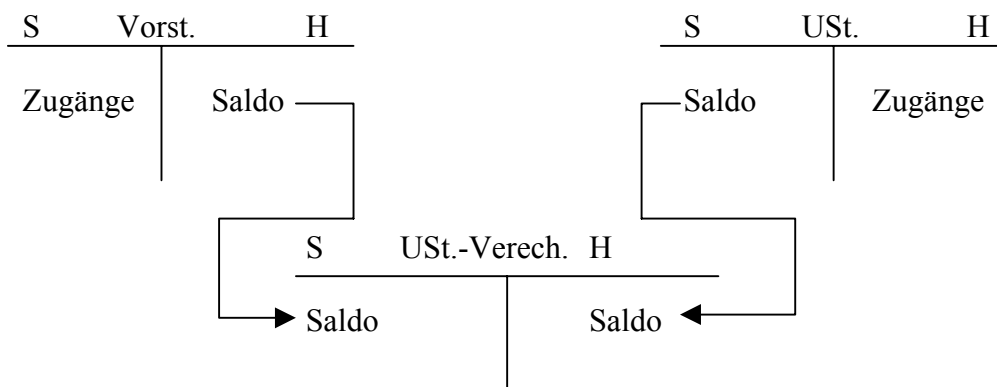 S Vorst. H
S USt. H
Zugänge Saldo
Saldo Zugänge
S USt.-Verech. H
Saldo Saldo